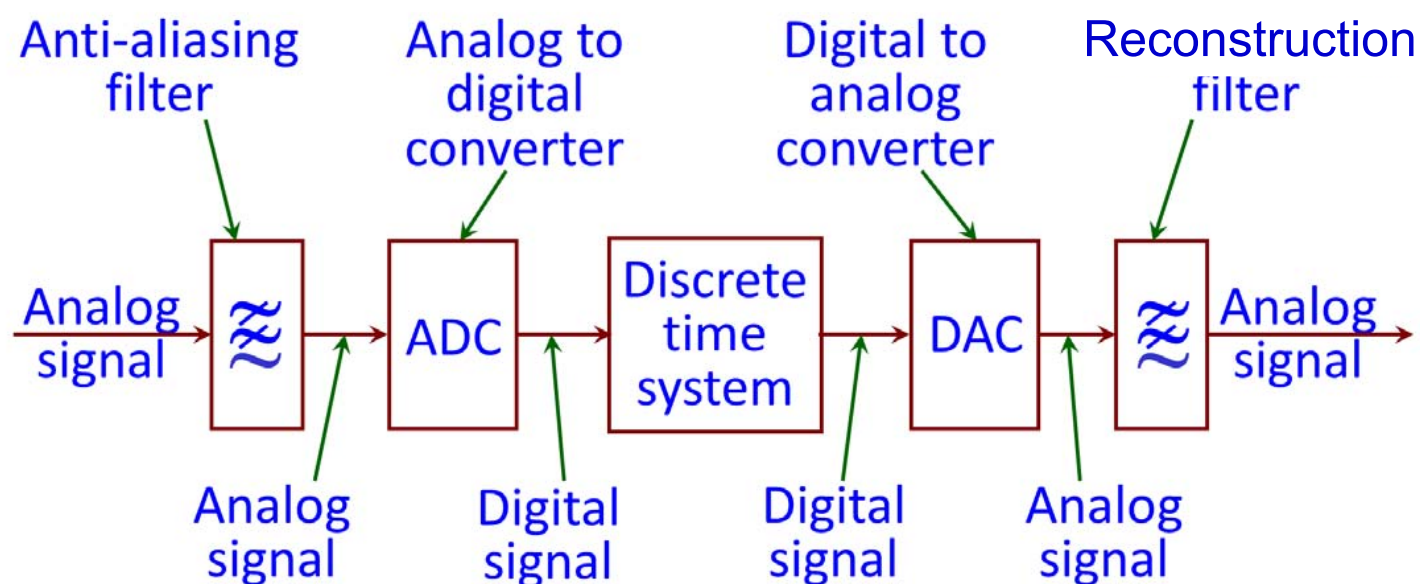 Anti-aliasing
filter
Analog to
digital
converter
Digital to
analog
converter
Reconstruction
filter
Analog
signal
ADC
Discrete
time
system
DAC
Analog
signal
Analog
signal
Digital
signal
Digital
signal
Analog
signal